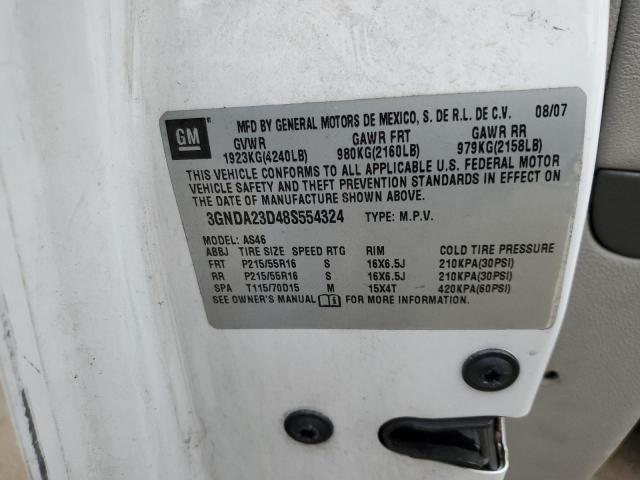 GM MFD BY GENERAL MOTORS DE MEXICO, S. DE R.L. DE C.V. 08/07
GVWR GAWR FRT GAWR RR
1923KG(4240LB) 980KG(2160LB) 979KG(2158LB)
THIS VEHICLE CONFORMS TO ALL APPLICABLE U.S. FEDERAL MOTOR
VEHICLE SAFETY AND THEFT PREVENTION STANDARDS IN EFFECT ON
THE DATE OF MANUFACTURE SHOWN ABOVE.
3GNDA23D48S554324 TYPE: M.P.V.
MODEL: AS46
ABBJ TIRE SIZE SPEED RTG RIM COLD TIRE PRESSURE
FRT P215/55R16 S 16X6.5J 210KPA(30PSI)
RR P215/55R16 S 16X6.5J 210KPA(30PSI)
SPA T115/70D15 M 15X4T 420KPA(60PSI)
SEE OWNER'S MANUAL FOR MORE INFORMATION